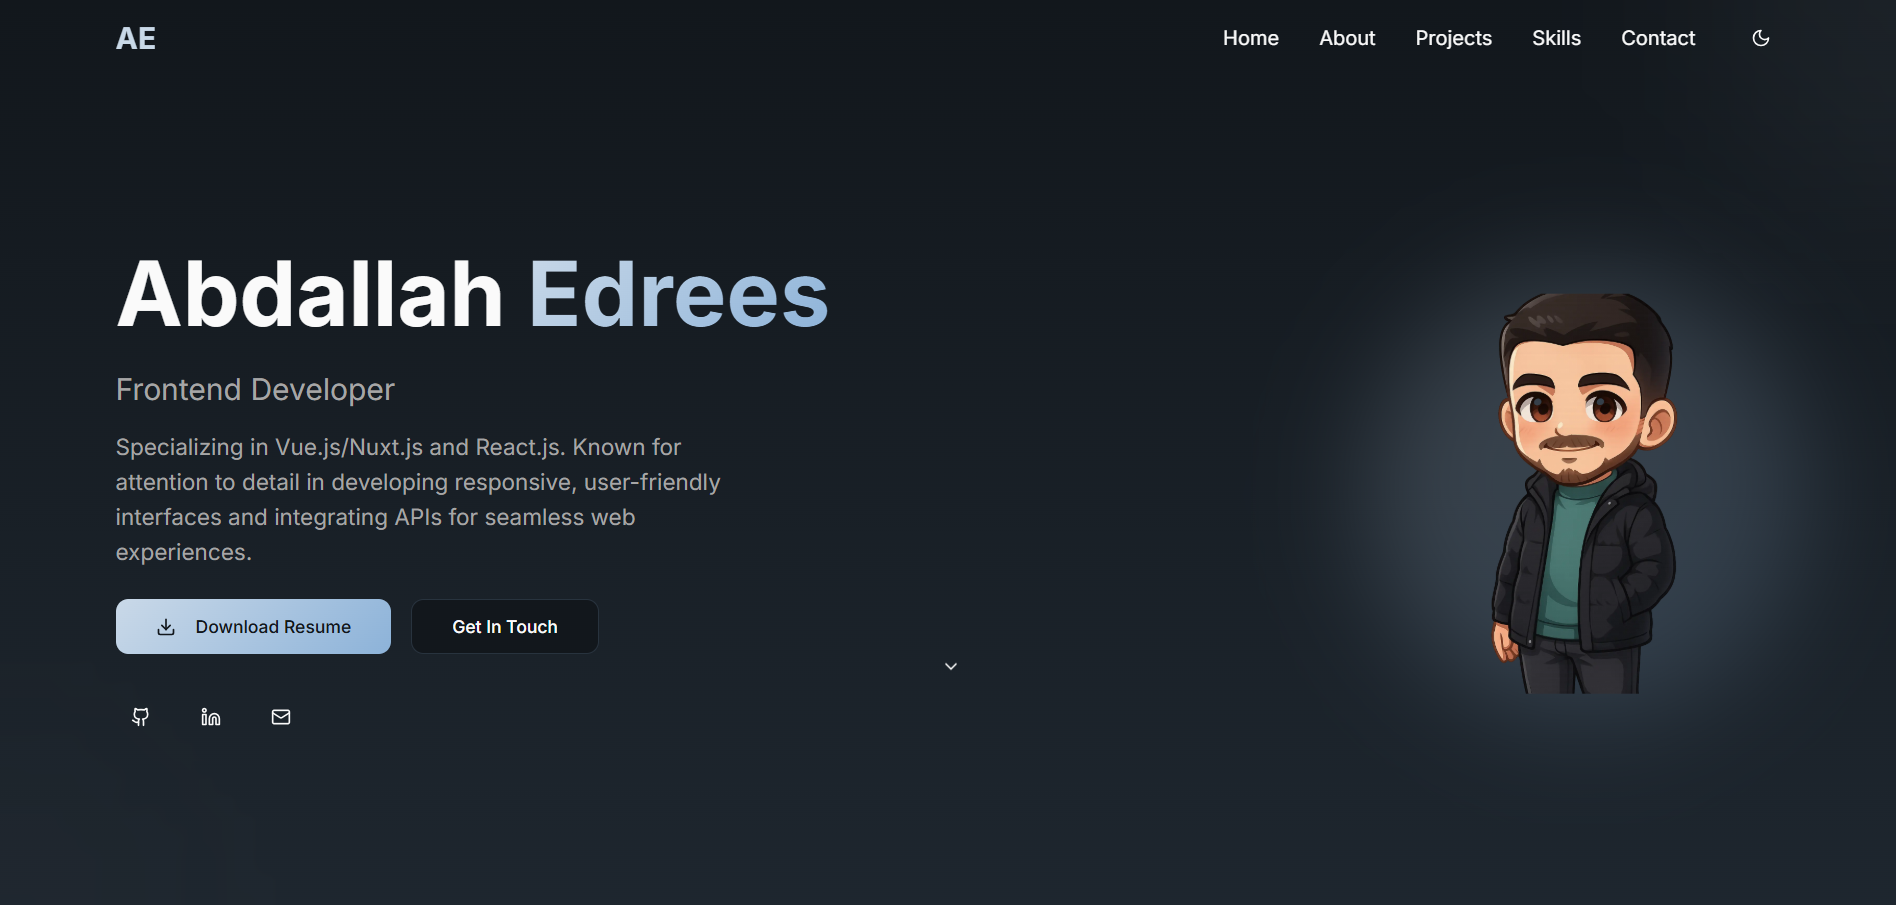 AE
Home About Projects Skills Contact
Abdallah Edrees
Frontend Developer
Specializing in Vue.js/Nuxt.js and React.js. Known for
attention to detail in developing responsive, user-friendly
interfaces and integrating APIs for seamless web
experiences.
Download Resume Get In Touch